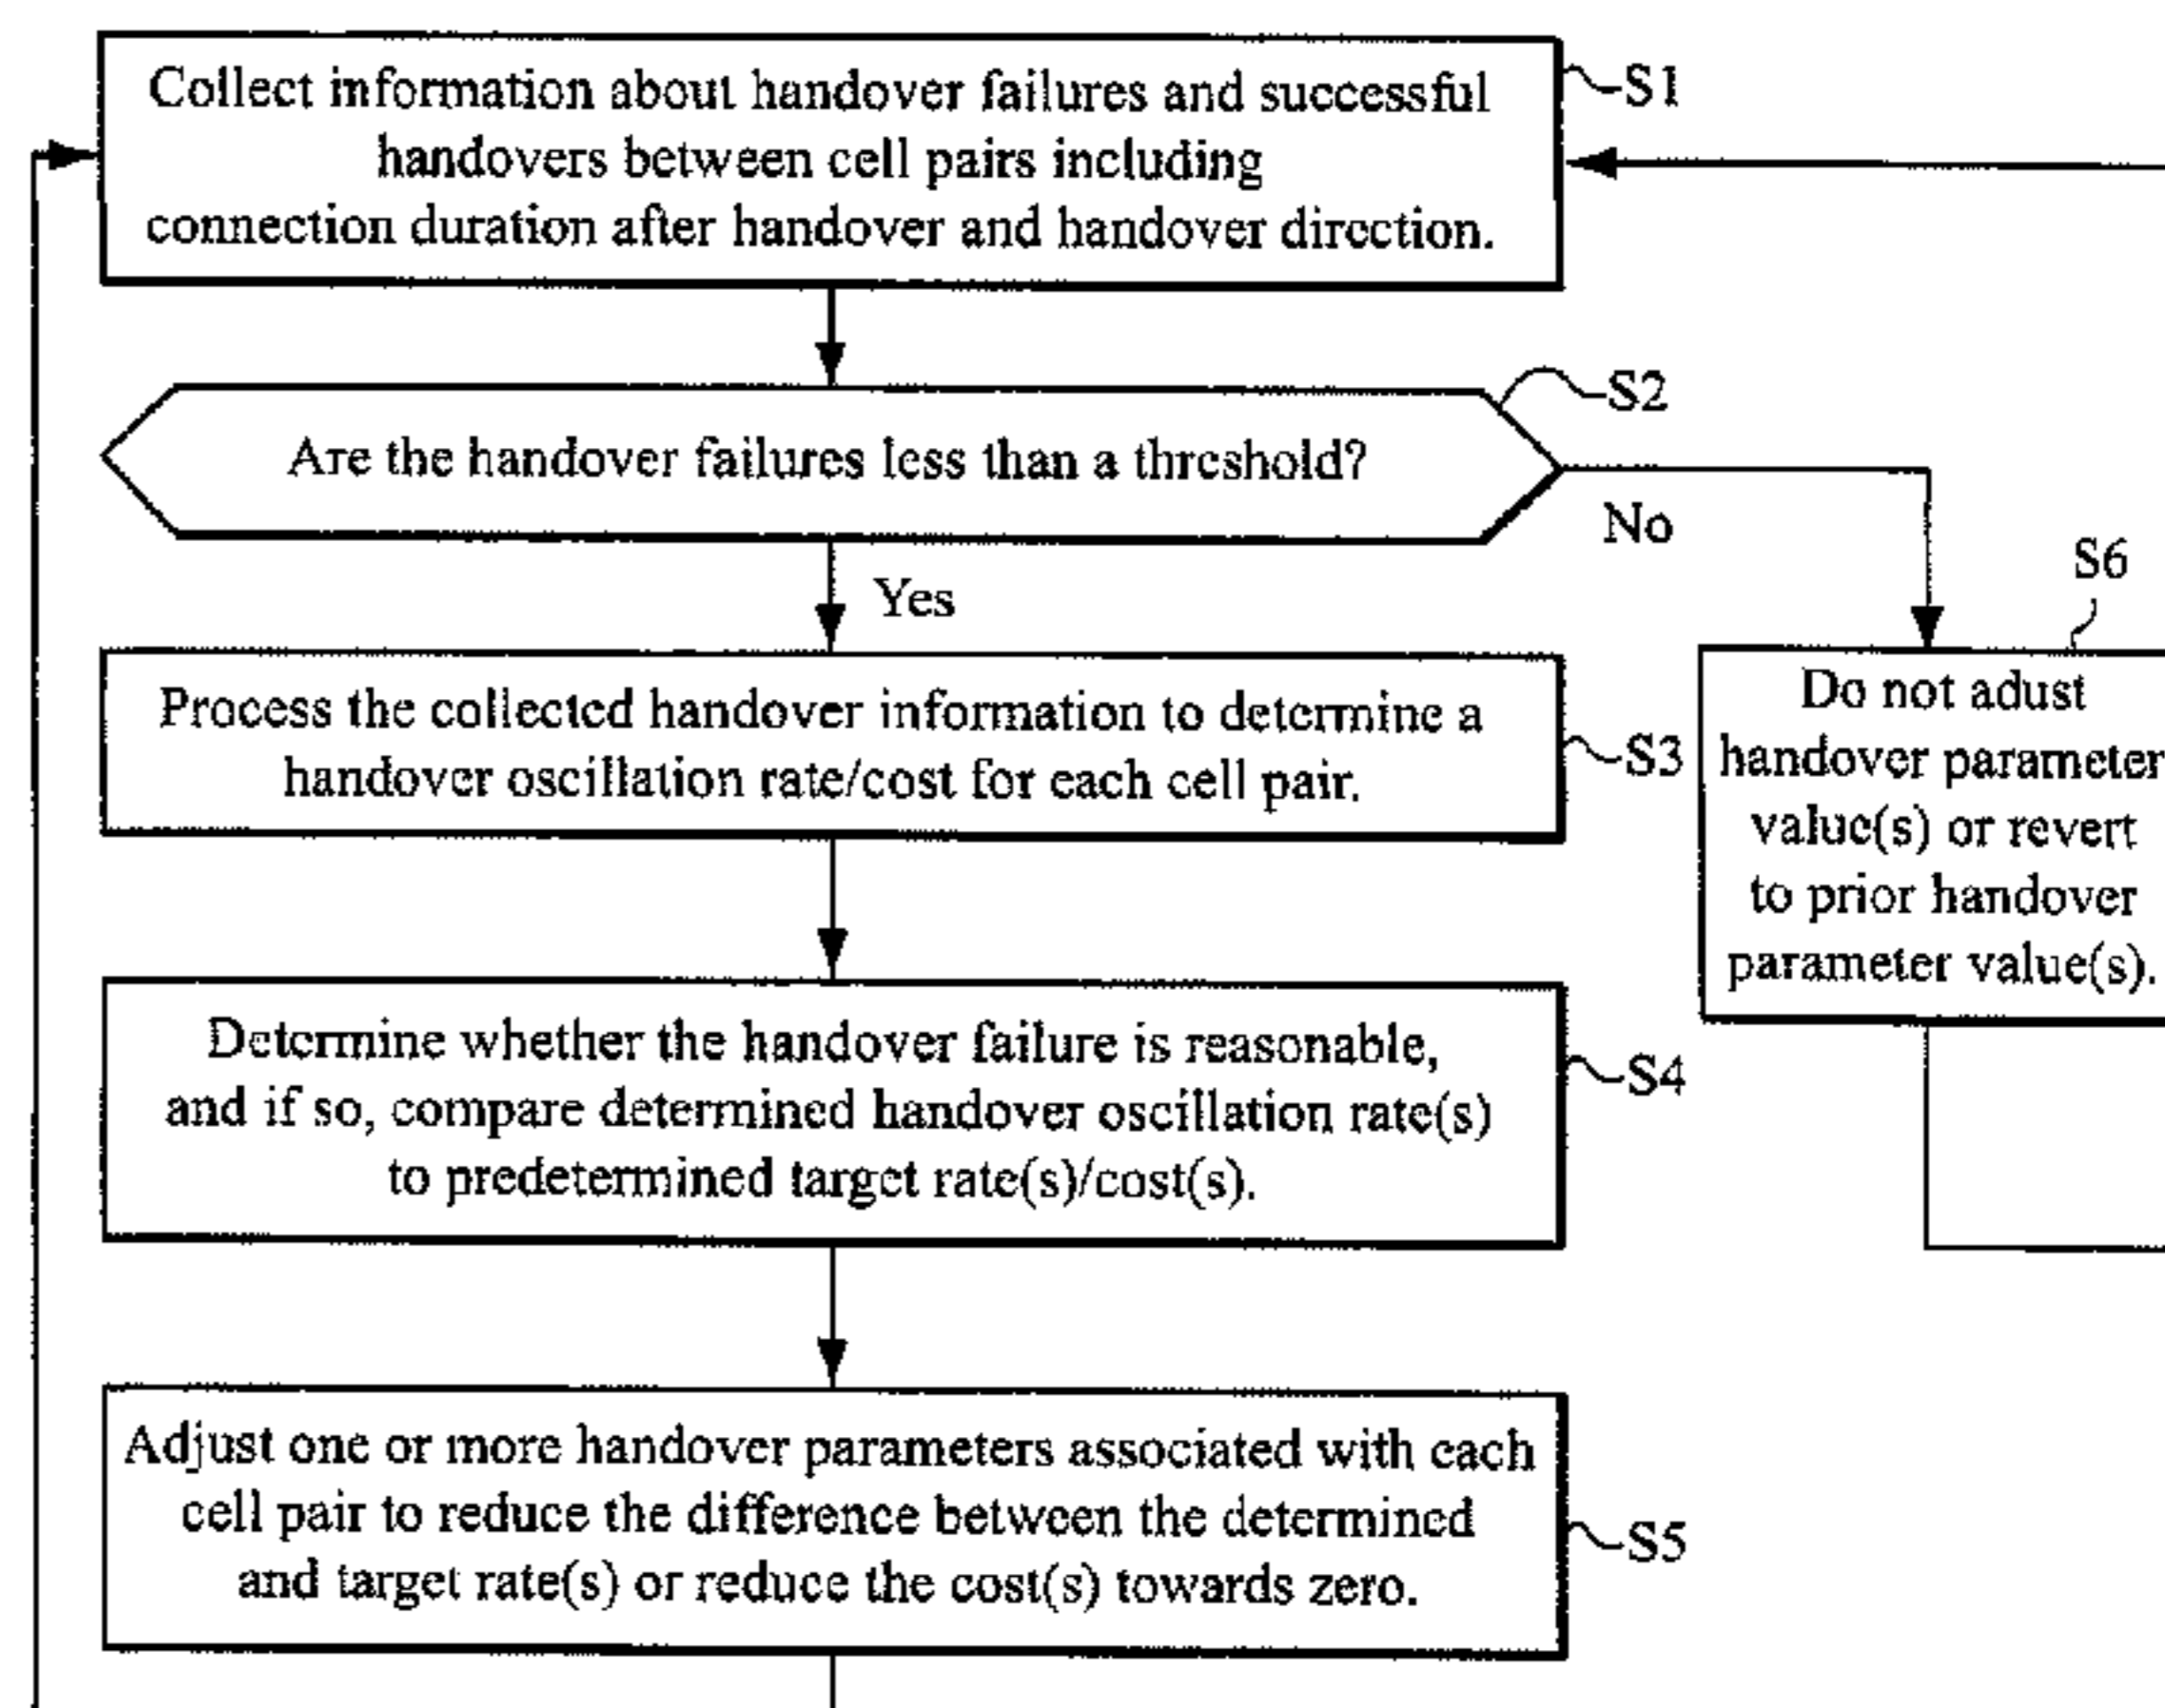 Collect information about handover failures and successful
handovers between cell pairs including
connection duration after handover and handover direction.
S1
Are the handover failures less than a threshold?
S2
No
Yes
S6
Do not adust
handover parameter
value(s) or revert
to prior handover
parameter value(s).
Process the collected handover information to determine a
handover oscillation rate/cost for each cell pair.
S3
Determine whether the handover failure is reasonable,
and if so, compare determined handover oscillation rate(s)
to predetermined target rate(s)/cost(s).
S4
Adjust one or more handover parameters associated with each
cell pair to reduce the difference between the determined
and target rate(s) or reduce the cost(s) towards zero.
S5